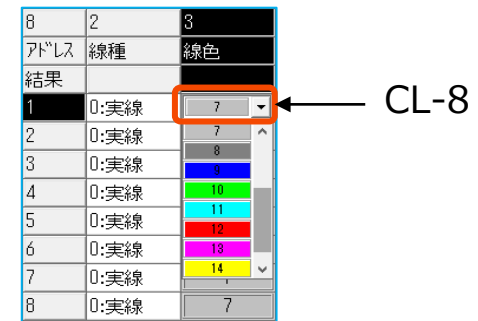 8 2 3
ｱﾄﾞﾚｽ 線種 線色
結果
1 0:実線 7 CL-8
2 0:実線 7
8
3 0:実線 9
4 0:実線 10
5 0:実線 11
12
6 0:実線 13
7 0:実線 14
8 0:実線 7